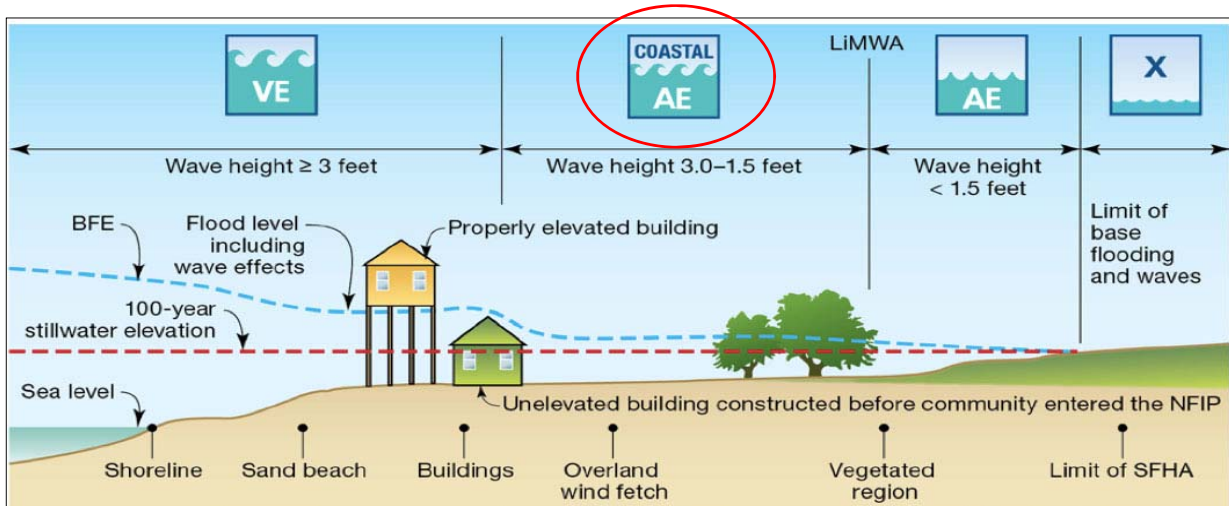 VE
COASTAL
AE
LiMWA
AE
X
Wave height ≥ 3 feet
Wave height 3.0–1.5 feet
Wave height
< 1.5 feet
BFE
Flood level
including
wave effects
Properly elevated building
Limit of
base
flooding
and waves
100-year
stillwater elevation
Sea level
Unelevated building constructed before community entered the NFIP
Shoreline
Sand beach
Buildings
Overland
wind fetch
Vegetated
region
Limit of SFHA